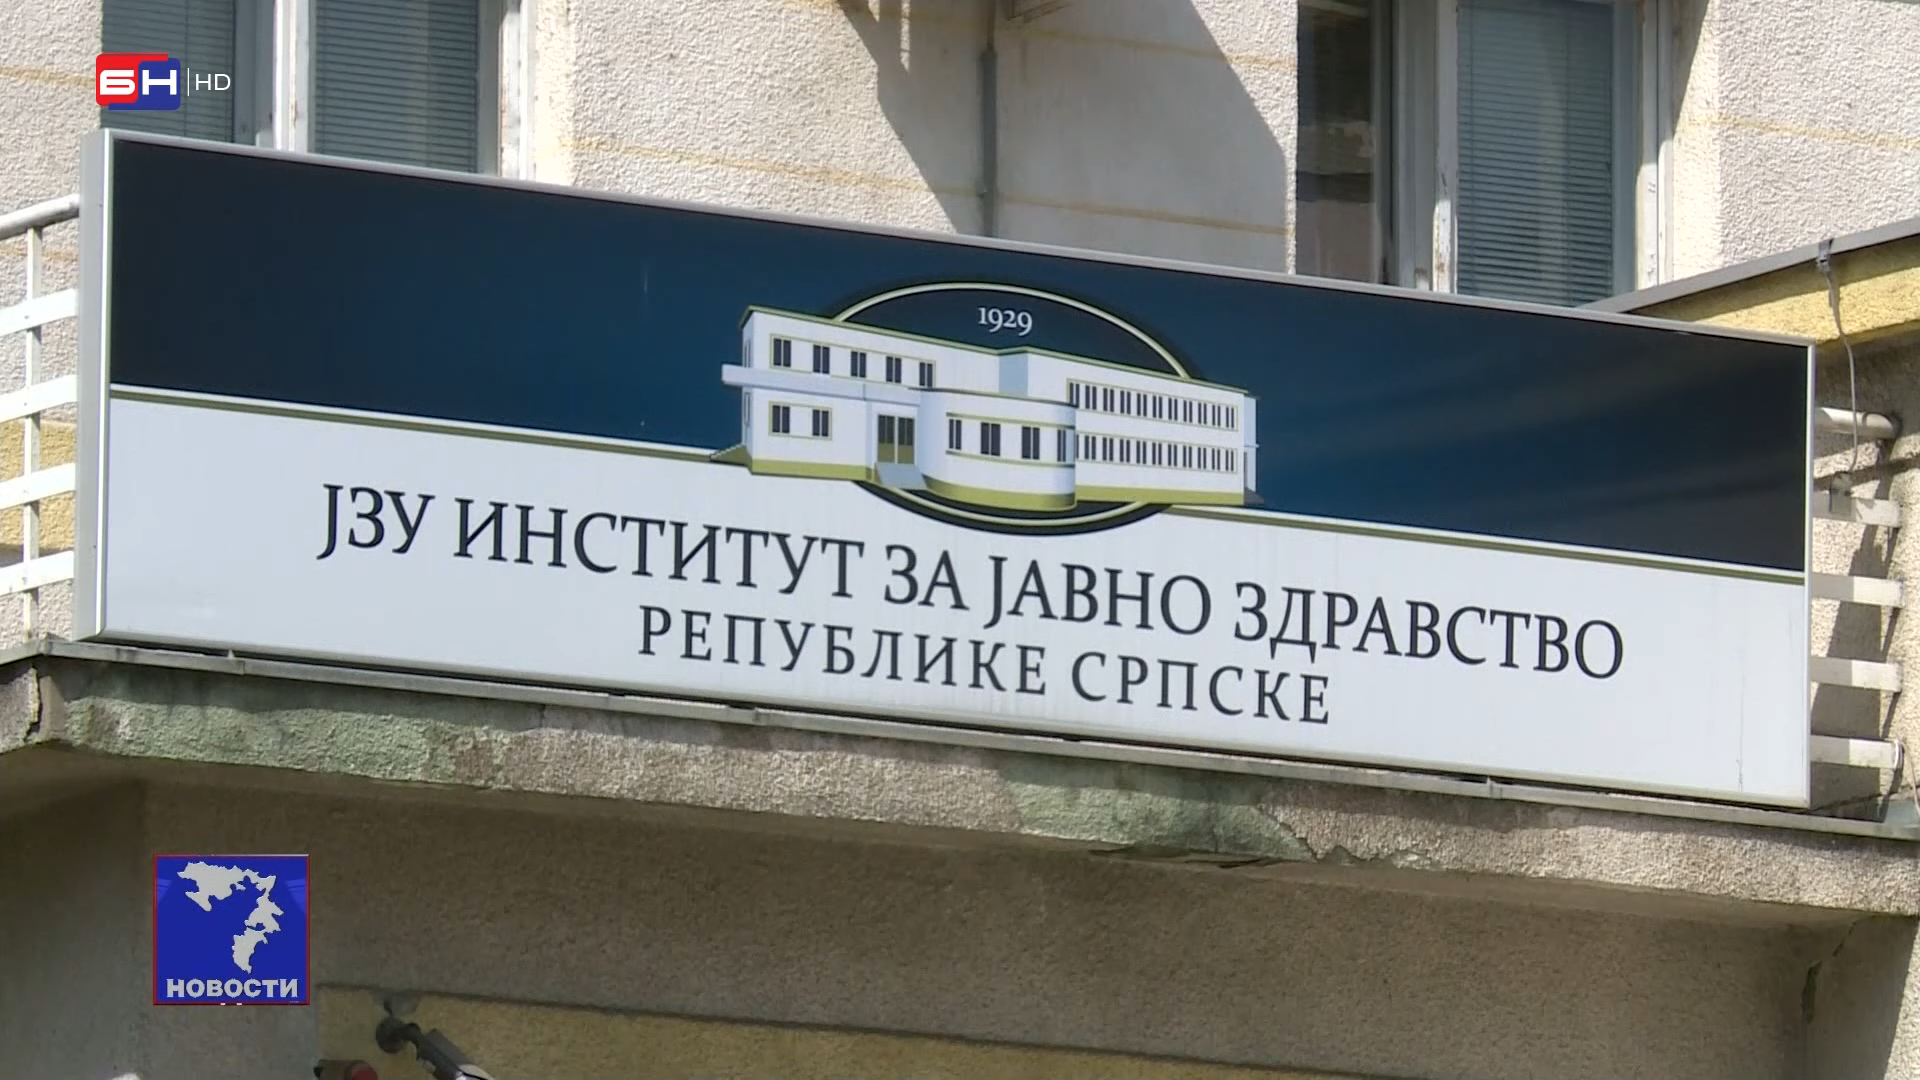 БН HD
1929
ЈЗУ ИНСТИТУТ ЗА ЈАВНО ЗДРАВСТВО
РЕПУБЛИКЕ СРПСКЕ
НОВОСТИ